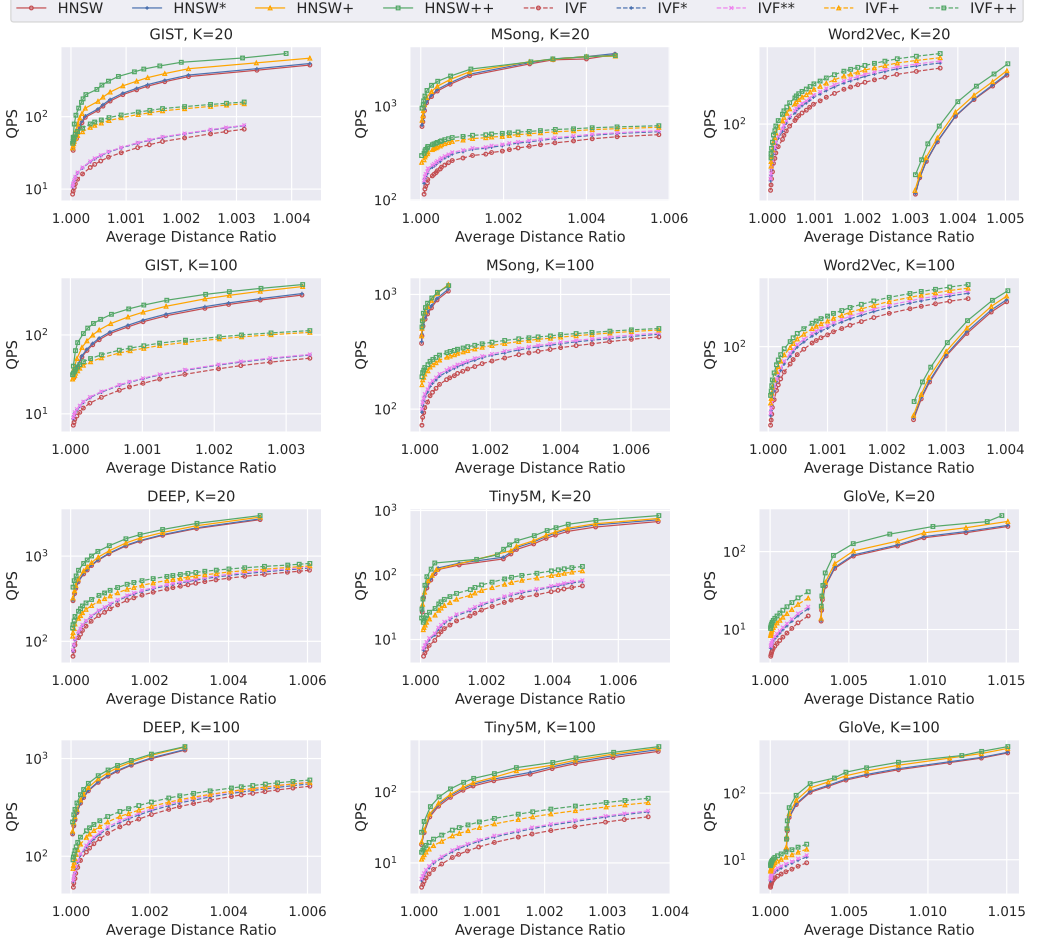 HNSW HNSW* HNSW+ HNSW++ IVF IVF* IVF** IVF+ IVF++
GIST, K=20
QPS
10² 10¹
1.000 1.002 1.004
Average Distance Ratio
MSong, K=20
QPS
10³ 10²
1.000 1.002 1.004 1.006
Average Distance Ratio
Word2Vec, K=20
QPS
10²
1.000 1.001 1.002 1.003 1.004 1.005
Average Distance Ratio
GIST, K=100
QPS
10² 10¹
1.000 1.001 1.002 1.003
Average Distance Ratio
MSong, K=100
QPS
10³ 10²
1.000 1.002 1.004 1.006
Average Distance Ratio
Word2Vec, K=100
QPS
10²
1.000 1.001 1.002 1.003 1.004
Average Distance Ratio
DEEP, K=20
QPS
10³ 10²
1.000 1.002 1.004 1.006
Average Distance Ratio
Tiny5M, K=20
QPS
10³ 10² 10¹
1.000 1.002 1.004 1.006
Average Distance Ratio
GloVe, K=20
QPS
10² 10¹
1.000 1.005 1.010 1.015
Average Distance Ratio
DEEP, K=100
QPS
10³ 10²
1.000 1.002 1.004 1.006
Average Distance Ratio
Tiny5M, K=100
QPS
10² 10¹
1.000 1.001 1.002 1.003 1.004
Average Distance Ratio
GloVe, K=100
QPS
10² 10¹
1.000 1.005 1.010 1.015
Average Distance Ratio